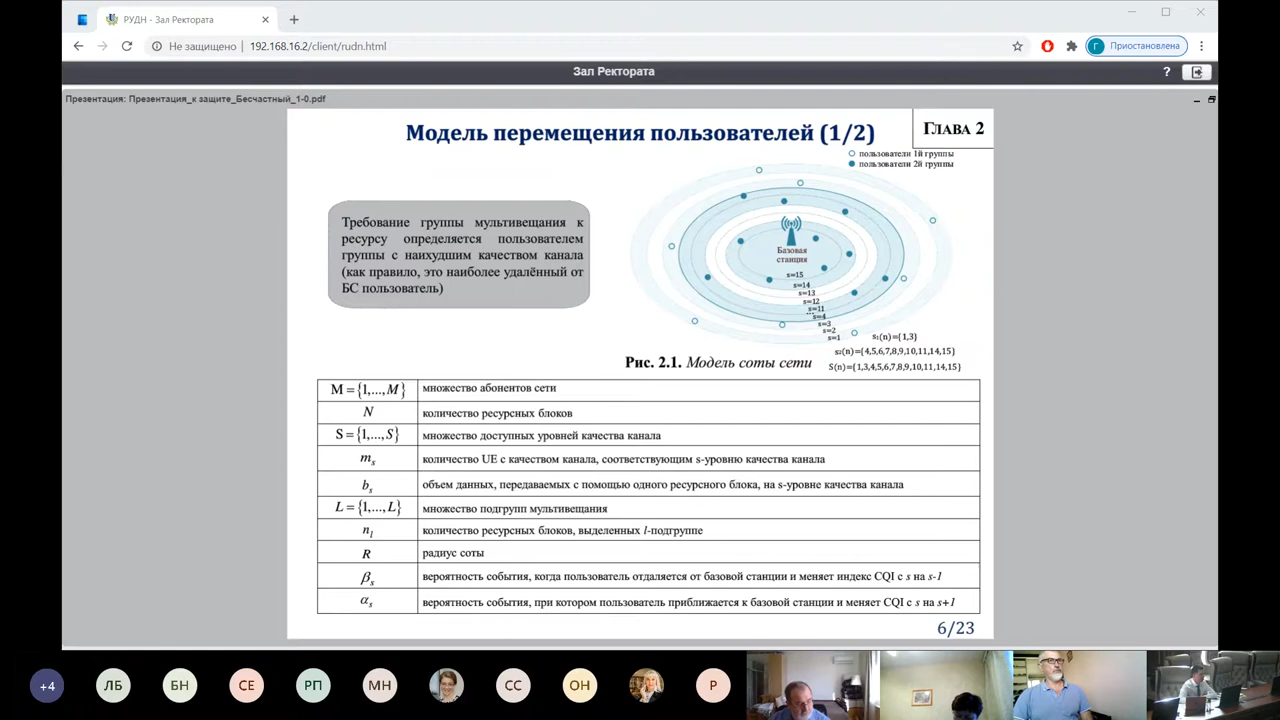 РУДН - Зал Ректората
Не защищено
192.168.16.2/client/rudn.html
Г
Приостановлена
Зал Ректората
?
Презентация: Презентация_к защите_Бесчастный_1-0.pdf
Модель перемещения пользователей (1/2)
Глава 2
пользователи 1й группы
пользователи 2й группы
Требование группы мультивещания к
ресурсу определяется пользователем
группы с наихудшим качеством канала
(как правило, это наиболее удалённый от
БС пользователь)
Базовая
станция
s=15
s=14
s=13
s=12
s=11
...
s=4
s=3
s=2
s=1
s₁(n)={1,3}
s₂(n)={4,5,6,7,8,9,10,11,14,15}
S(n)={1,3,4,5,6,7,8,9,10,11,14,15}
Рис. 2.1. Модель соты сети
M = {1,...,M} множество абонентов сети
N количество ресурсных блоков
S = {1,...,S} множество доступных уровней качества канала
mₛ количество UE с качеством канала, соответствующим s-уровню качества канала
bₛ объем данных, передаваемых с помощью одного ресурсного блока, на s-уровне качества канала
L = {1,...,L} множество подгрупп мультивещания
nₗ количество ресурсных блоков, выделенных l-подгруппе
R радиус соты
βₛ вероятность события, когда пользователь отдаляется от базовой станции и меняет индекс CQI с s на s-1
αₛ вероятность события, при котором пользователь приближается к базовой станции и меняет CQI с s на s+1
6/23
+4
ЛБ
БН
СЕ
РП
МН
СС
ОН
Р